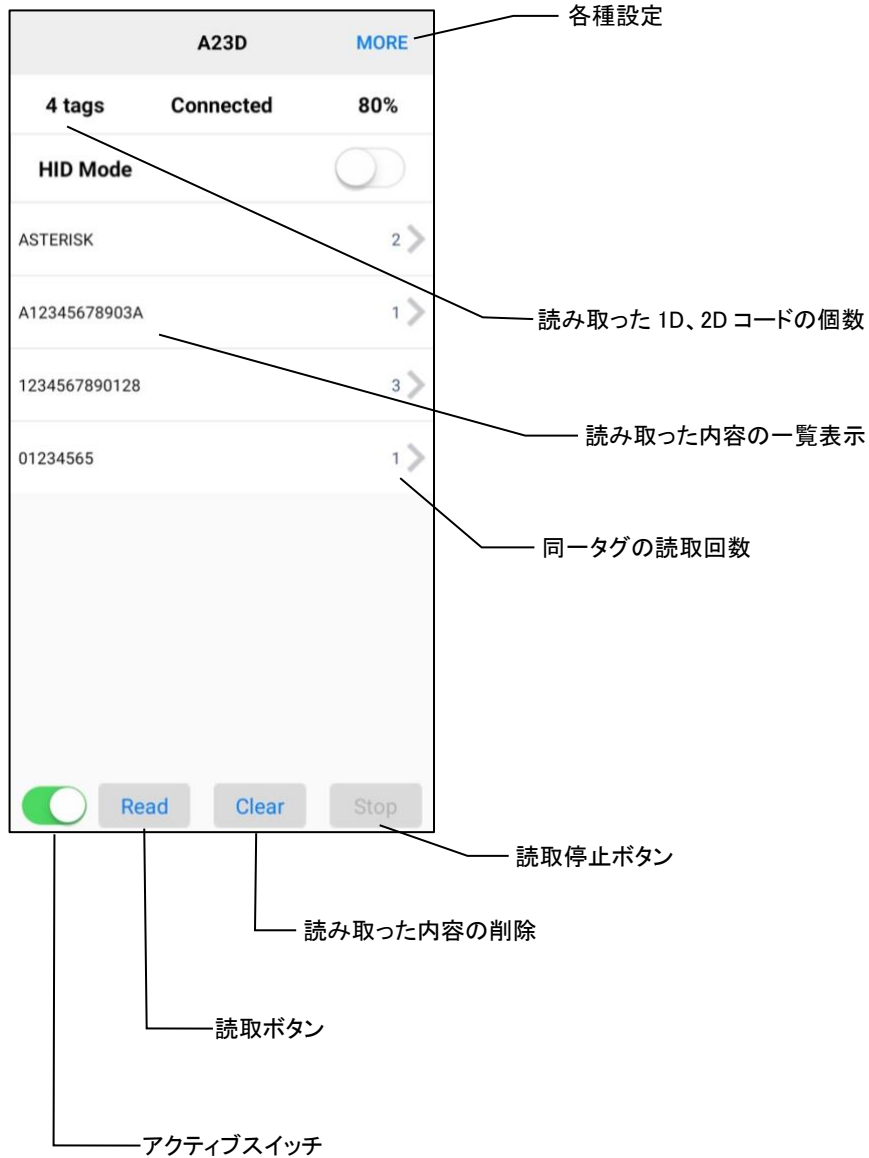 各種設定
A23D MORE
4 tags Connected 80%
HID Mode
ASTERISK 2
A12345678903A 1
読み取った 1D、2D コードの個数
1234567890128 3
読み取った内容の一覧表示
01234565 1
同一タグの読取回数
Read Clear Stop
読取停止ボタン
読み取った内容の削除
読取ボタン
アクティブスイッチ